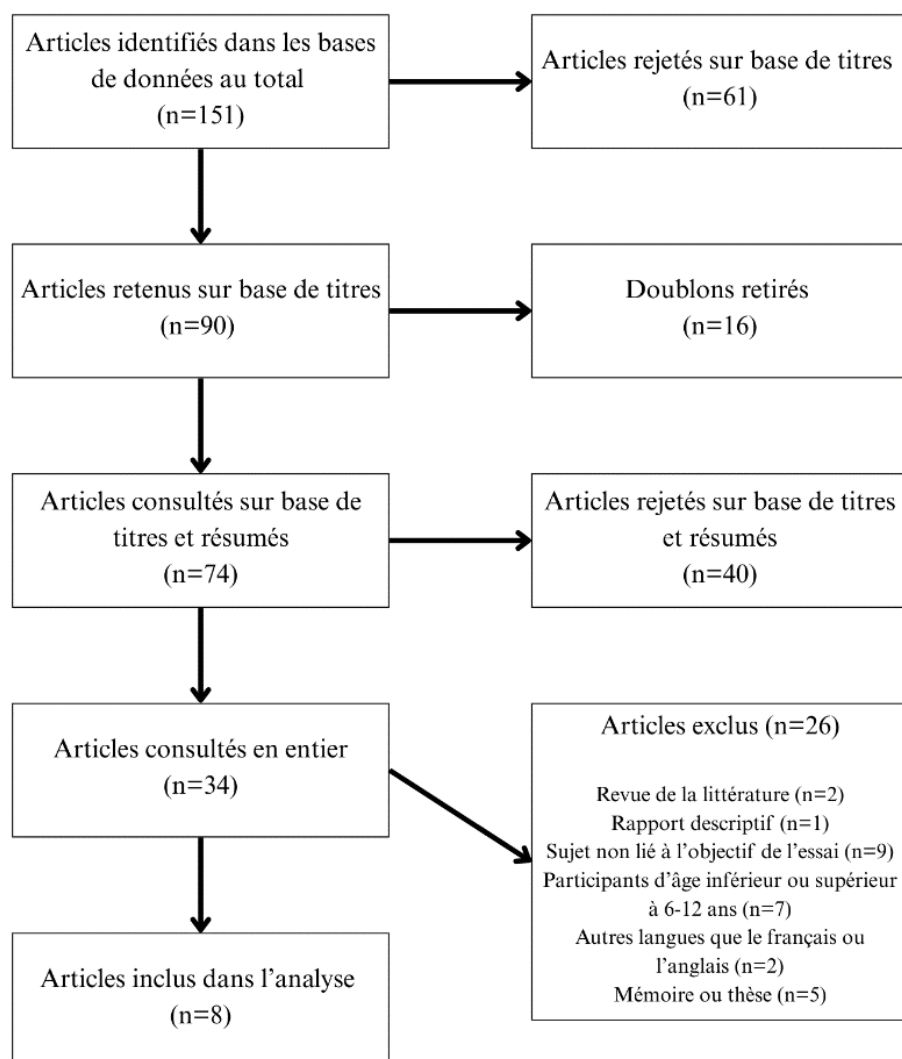 Articles identifiés dans les bases
de données au total
(n=151)
Articles rejetés sur base de titres
(n=61)
Articles retenus sur base de titres
(n=90)
Doublons retirés
(n=16)
Articles consultés sur base de
titres et résumés
(n=74)
Articles rejetés sur base de titres
et résumés
(n=40)
Articles consultés en entier
(n=34)
Articles exclus (n=26)
Revue de la littérature (n=2)
Rapport descriptif (n=1)
Sujet non lié à l'objectif de l'essai (n=9)
Participants d'âge inférieur ou supérieur
à 6-12 ans (n=7)
Autres langues que le français ou
l'anglais (n=2)
Mémoire ou thèse (n=5)
Articles inclus dans l'analyse
(n=8)